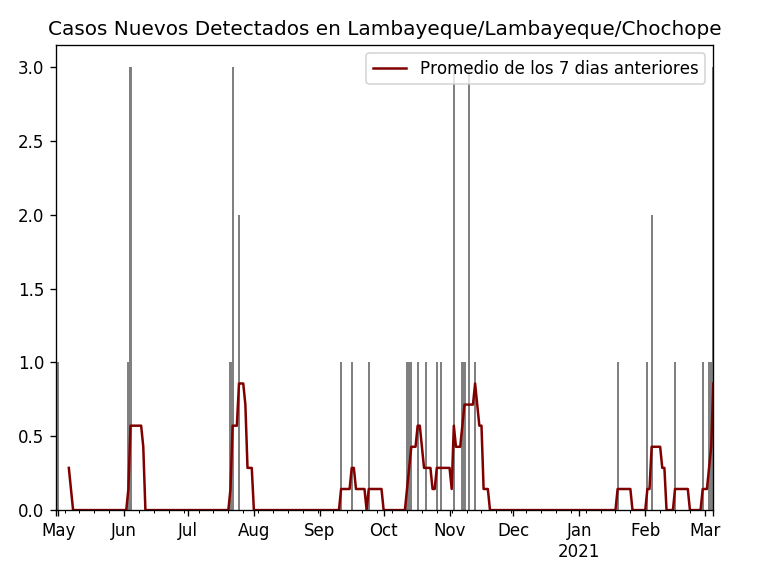 Casos Nuevos Detectados en Lambayeque/Lambayeque/Chochope
Promedio de los 7 dias anteriores
3.0
2.5
2.0
1.5
1.0
0.5
0.0
May Jun Jul Aug Sep Oct Nov Dec Jan Feb Mar
2021